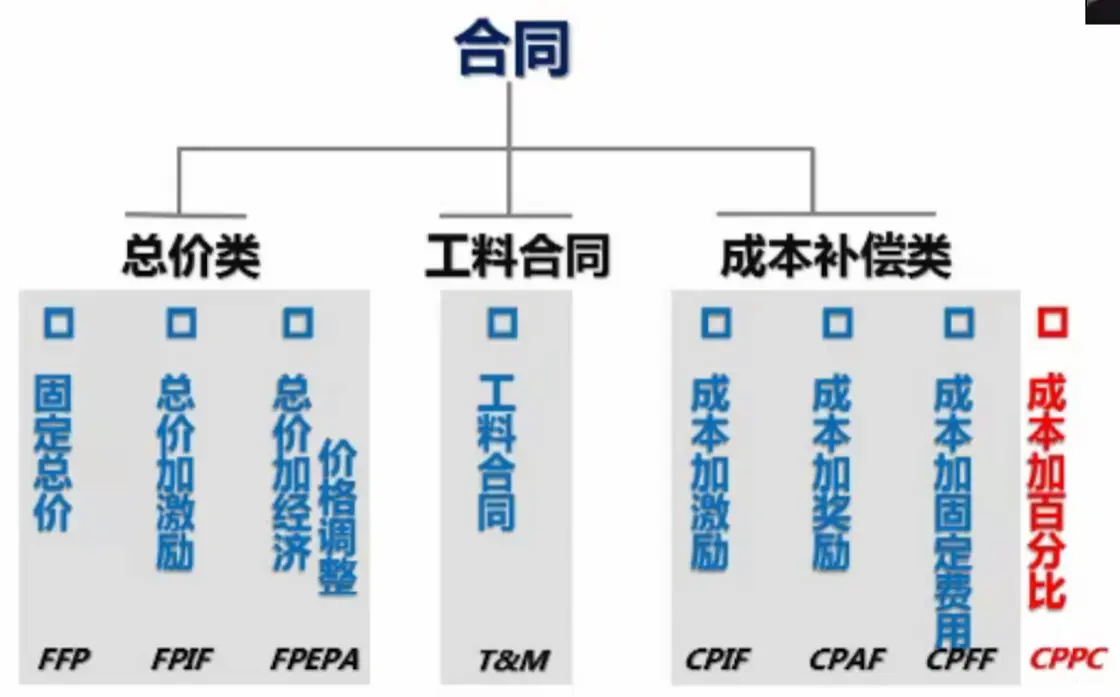 合同
总价类
工料合同
成本补偿类
固定总价
总价加激励
总价加经济
价格调整
工料合同
成本加激励
成本加奖励
成本加固定费用
成本加百分比
FFP
FPIF
FPEPA
T&M
CPIF
CPAF
CPFF
CPPC